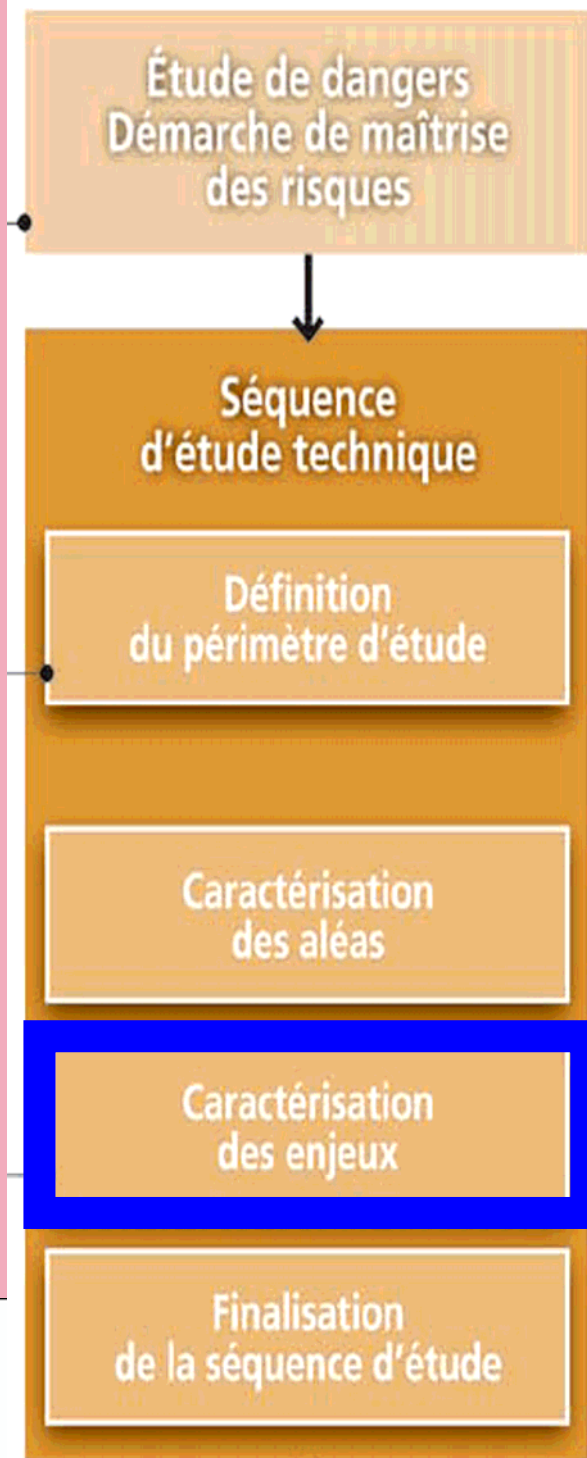 Étude de dangers
Démarche de maîtrise
des risques
Séquence
d'étude technique
Définition
du périmètre d'étude
Caractérisation
des aléas
Caractérisation
des enjeux
Finalisation
de la séquence d'étude